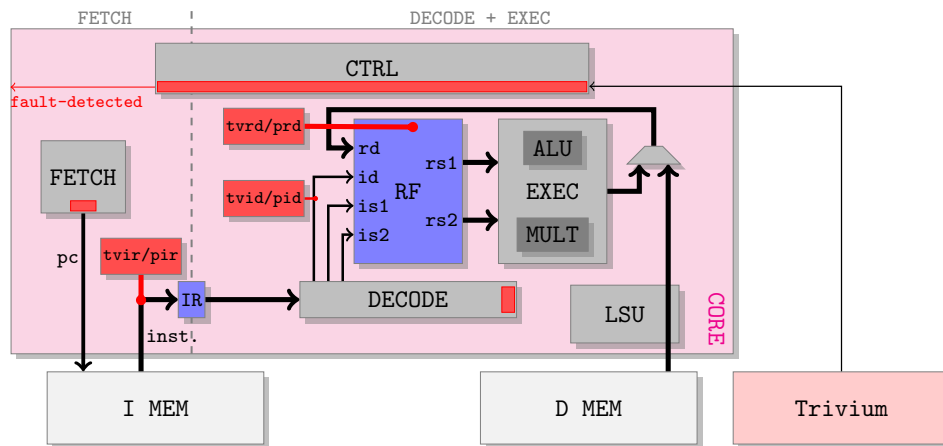 FETCH
DECODE + EXEC
CTRL
fault-detected
tvrd/prd
rd
ALU
FETCH
tvid/pid
id
RF
rs1
EXEC
is1
rs2
is2
MULT
pc
tvir/pir
IR
DECODE
LSU
CORE
inst.
I MEM
D MEM
Trivium